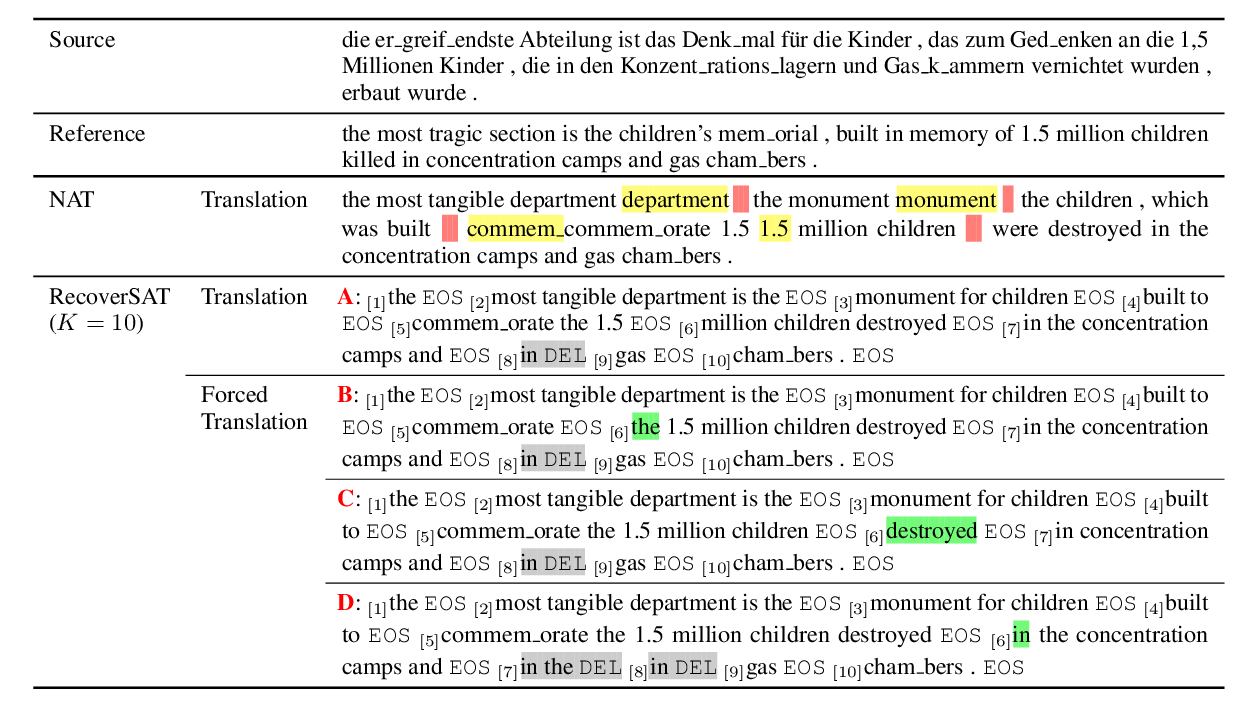 Source die er_greif_endste Abteilung ist das Denk_mal für die Kinder , das zum Ged_enken an die 1,5
Millionen Kinder , die in den Konzent_rations_lagern und Gas_k_ammern vernichtet wurden ,
erbaut wurde .
Reference the most tragic section is the children's mem_orial , built in memory of 1.5 million children
killed in concentration camps and gas cham_bers .
NAT Translation the most tangible department department the monument monument the children , which
was built commem_commem_orate 1.5 1.5 million children were destroyed in the
concentration camps and gas cham_bers .
RecoverSAT Translation A: [1]the EOS [2]most tangible department is the EOS [3]monument for children EOS [4]built to
(K = 10) EOS [5]commem_orate the 1.5 EOS [6]million children destroyed EOS [7]in the concentration
camps and EOS [8]in DEL [9]gas EOS [10]cham_bers . EOS
Forced B: [1]the EOS [2]most tangible department is the EOS [3]monument for children EOS [4]built to
Translation EOS [5]commem_orate EOS [6]the 1.5 million children destroyed EOS [7]in the concentration
camps and EOS [8]in DEL [9]gas EOS [10]cham_bers . EOS
C: [1]the EOS [2]most tangible department is the EOS [3]monument for children EOS [4]built
to EOS [5]commem_orate the 1.5 million children EOS [6]destroyed EOS [7]in concentration
camps and EOS [8]in DEL [9]gas EOS [10]cham_bers . EOS
D: [1]the EOS [2]most tangible department is the EOS [3]monument for children EOS [4]built
to EOS [5]commem_orate the 1.5 million children destroyed EOS [6]in the concentration
camps and EOS [7]in the DEL [8]in DEL [9]gas EOS [10]cham_bers . EOS